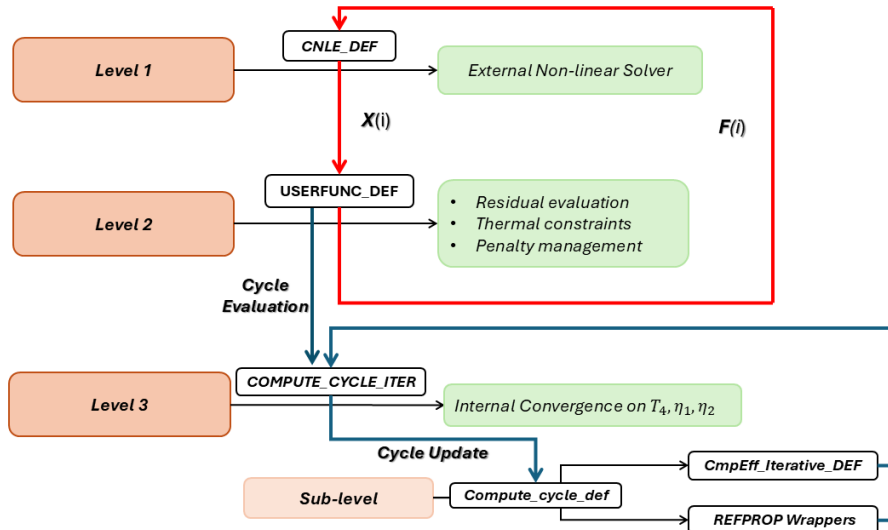 CNLE_DEF
Level 1
External Non-linear Solver
X(i)
F(i)
USERFUNC_DEF
Level 2
• Residual evaluation
• Thermal constraints
• Penalty management
Cycle
Evaluation
COMPUTE_CYCLE_ITER
Level 3
Internal Convergence on T₄, η₁, η₂
Cycle Update
CmpEff_Iterative_DEF
Sub-level
Compute_cycle_def
REFPROP Wrappers